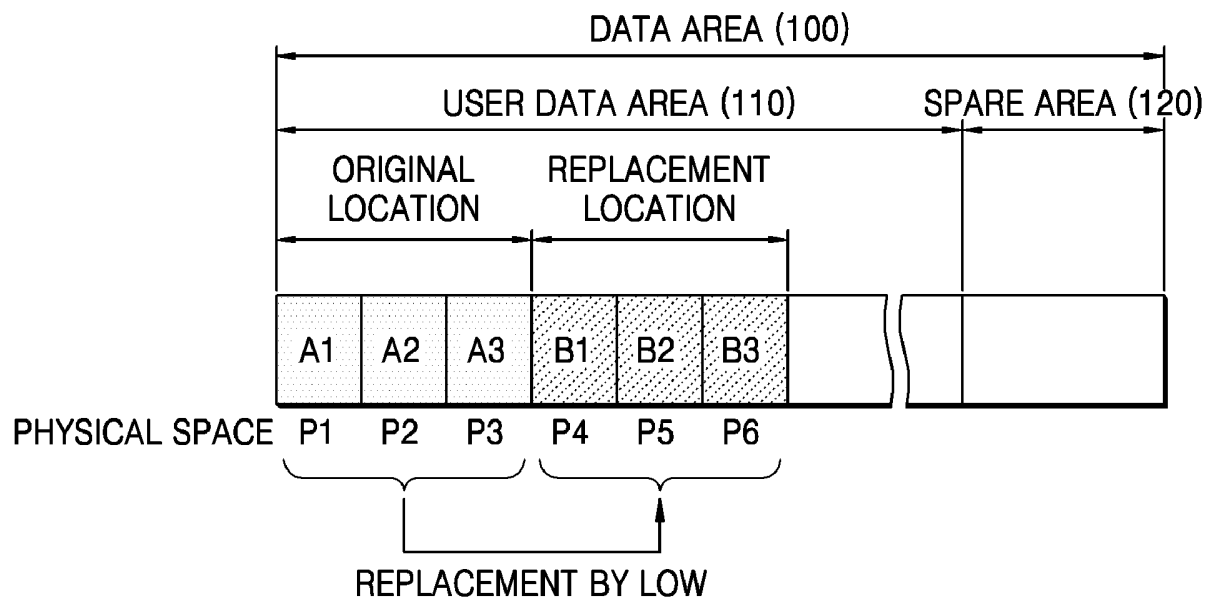 DATA AREA (100)
USER DATA AREA (110) SPARE AREA (120)
ORIGINAL LOCATION
REPLACEMENT LOCATION
A1 A2 A3 B1 B2 B3
PHYSICAL SPACE P1 P2 P3 P4 P5 P6
REPLACEMENT BY LOW